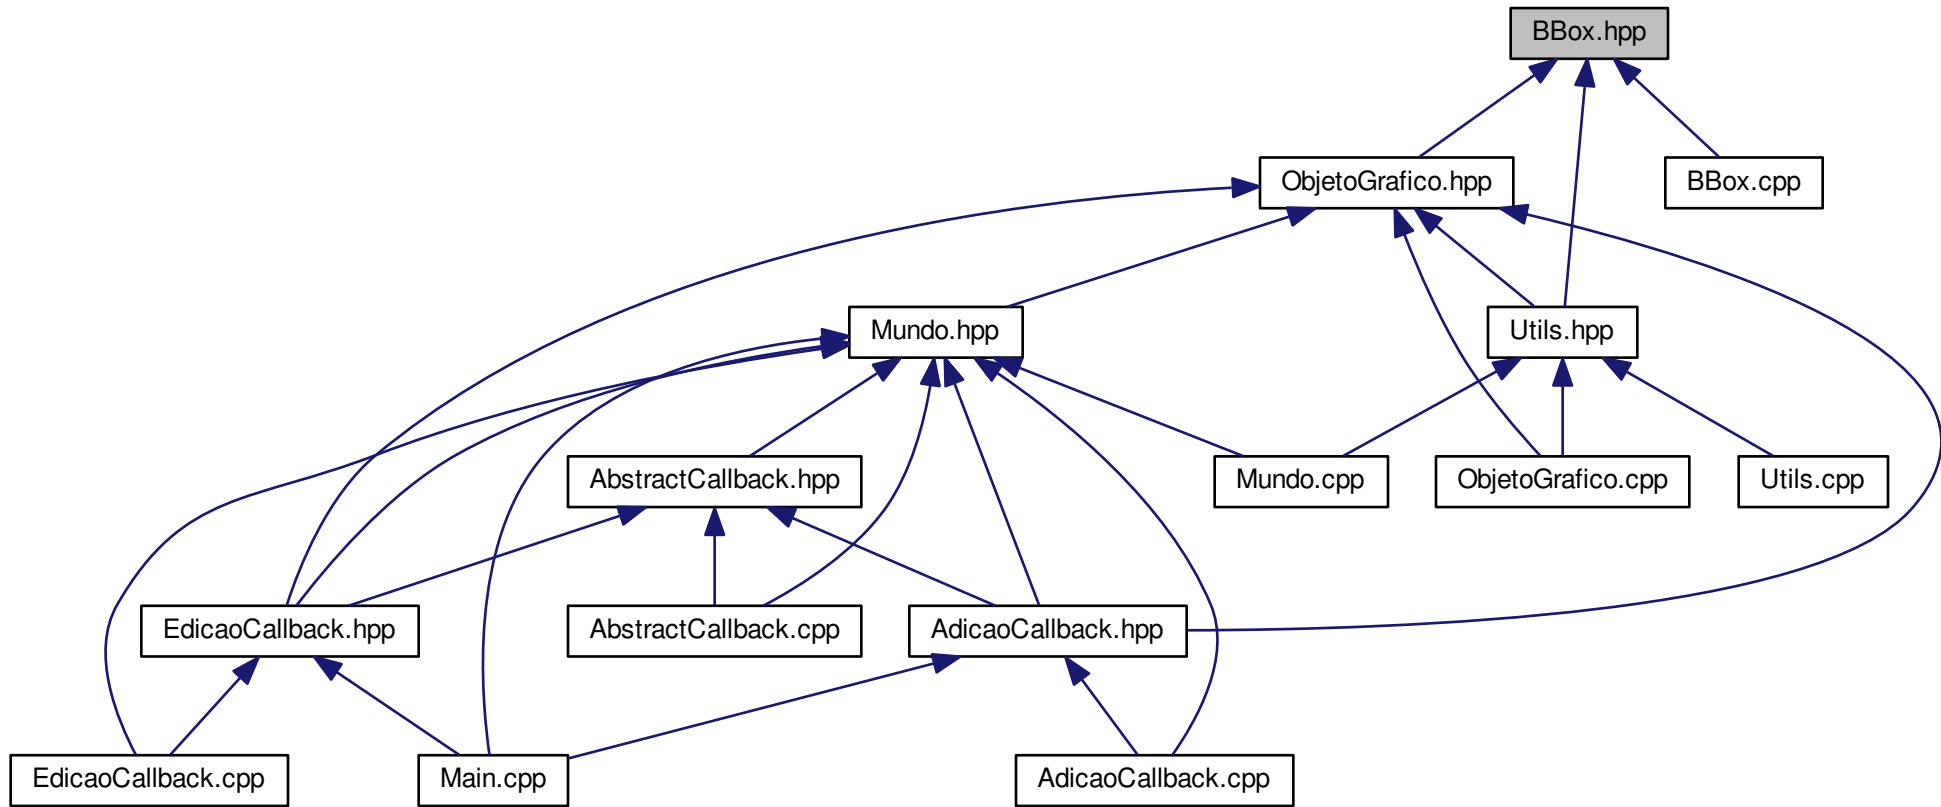 BBox.hpp
ObjetoGrafico.hpp
BBox.cpp
Mundo.hpp
Utils.hpp
AbstractCallback.hpp
Mundo.cpp
ObjetoGrafico.cpp
Utils.cpp
EdicaoCallback.hpp
AbstractCallback.cpp
AdicaoCallback.hpp
EdicaoCallback.cpp
Main.cpp
AdicaoCallback.cpp